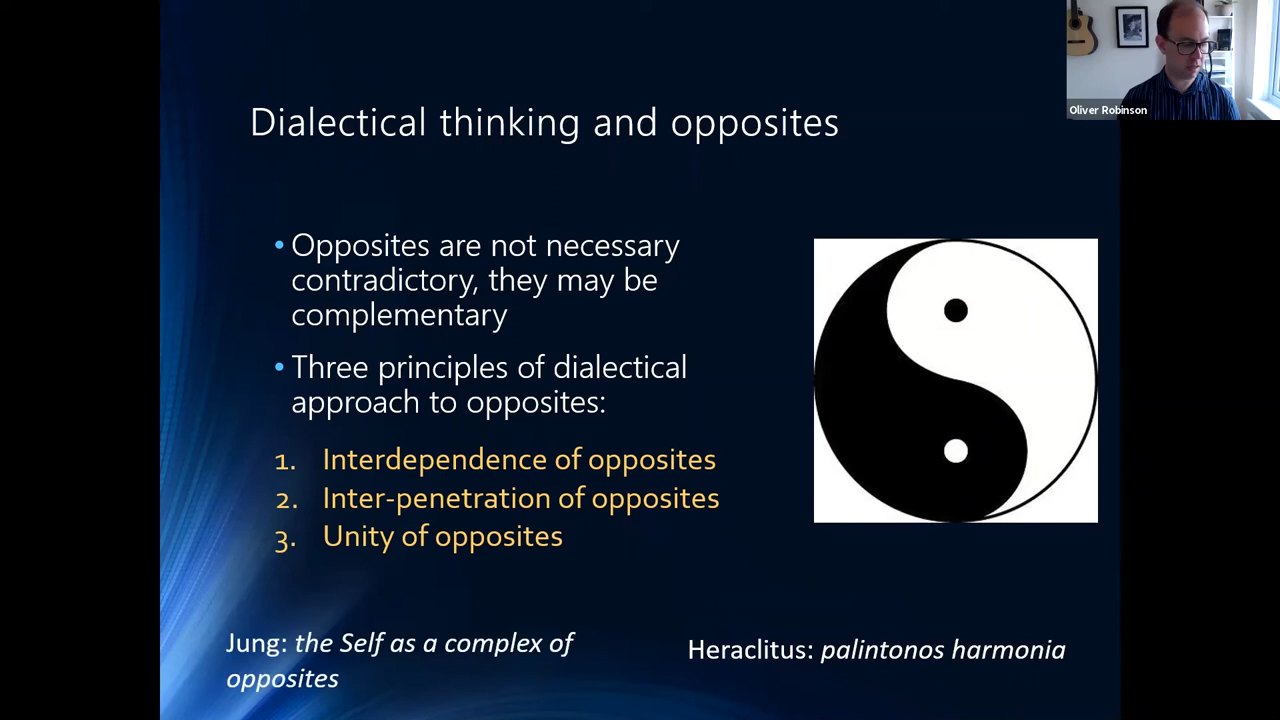 Oliver Robinson
Dialectical thinking and opposites
• Opposites are not necessary
contradictory, they may be
complementary
• Three principles of dialectical
approach to opposites:
1. Interdependence of opposites
2. Inter-penetration of opposites
3. Unity of opposites
Jung: the Self as a complex of
opposites
Heraclitus: palintonos harmonia